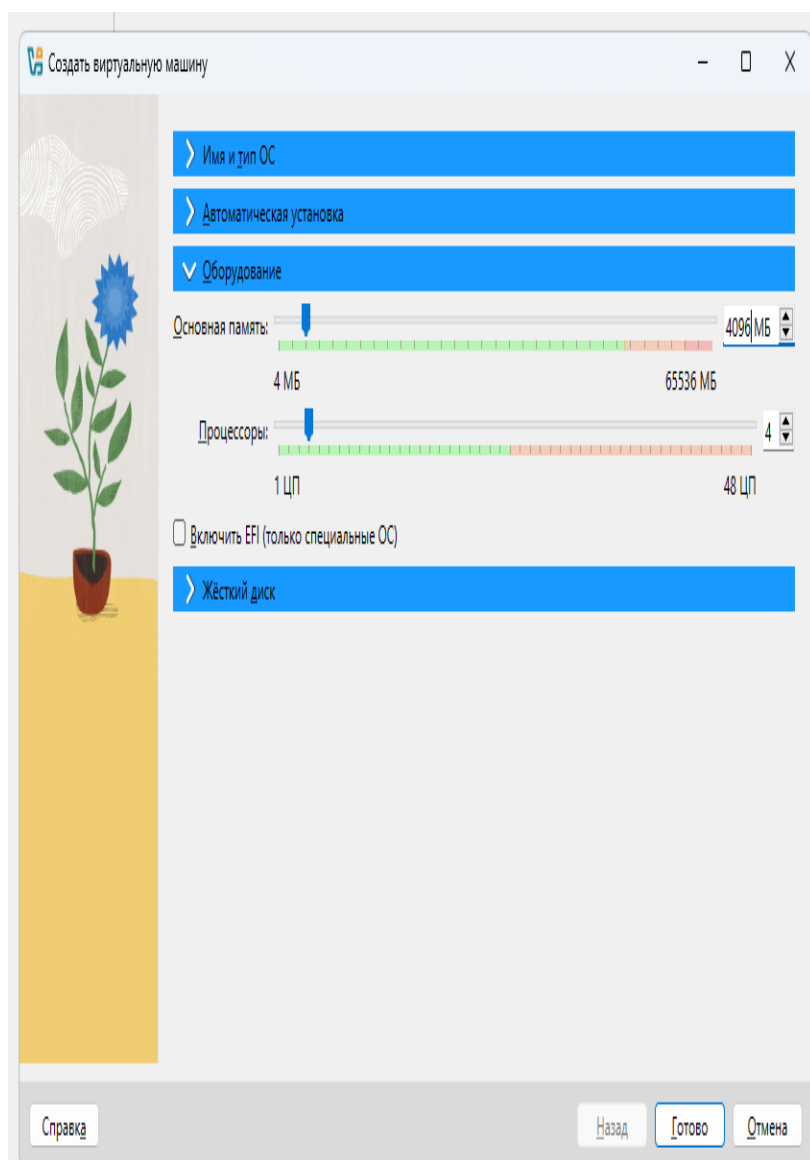 Создать виртуальную машину
Имя и тип ОС
Автоматическая установка
Оборудование
Основная память: 4096 МБ
4 МБ 65536 МБ
Процессоры: 4
1 ЦП 48 ЦП
Включить EFI (только специальные ОС)
Жёсткий диск
Справка Назад Готово Отмена